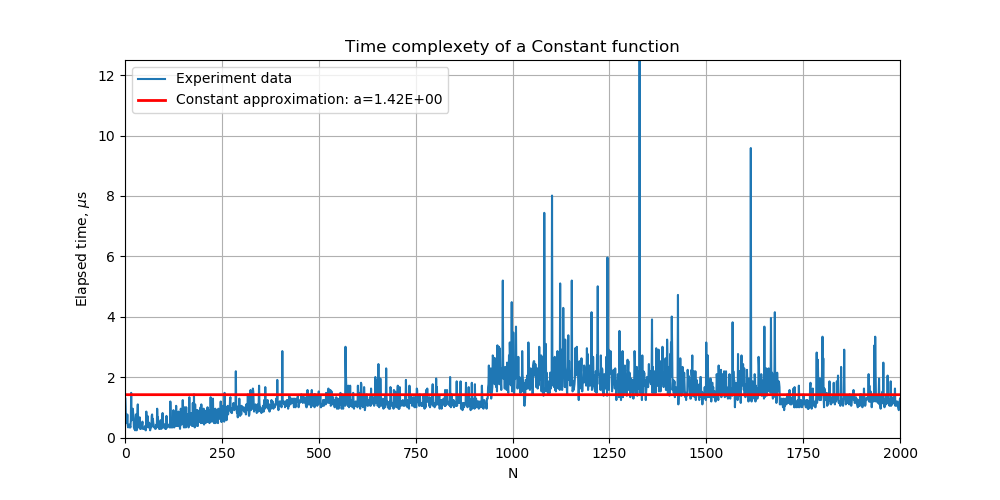 Time complexety of a Constant function
Experiment data
Constant approximation: a=1.42E+00
Elapsed time, μs
12
10
8
6
4
2
0
0 250 500 750 1000 1250 1500 1750 2000
N